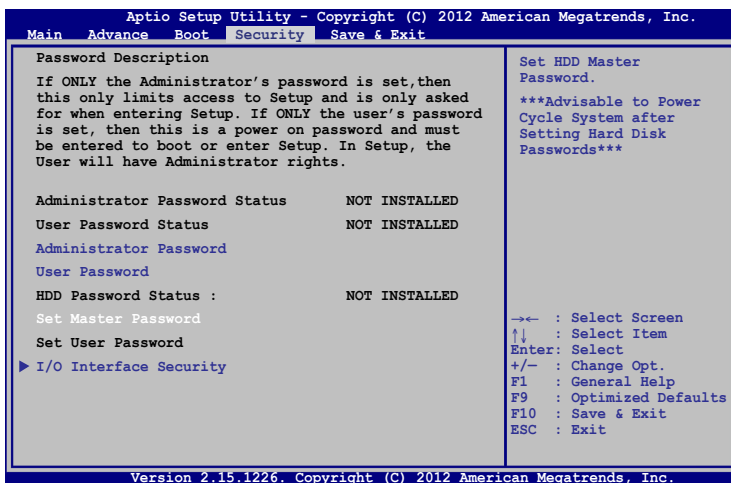 Aptio Setup Utility - Copyright (C) 2012 American Megatrends, Inc.
Main Advance Boot Security Save & Exit
Password Description
If ONLY the Administrator's password is set,then
this only limits access to Setup and is only asked
for when entering Setup. If ONLY the user's password
is set, then this is a power on password and must
be entered to boot or enter Setup. In Setup, the
User will have Administrator rights.
Administrator Password Status NOT INSTALLED
User Password Status NOT INSTALLED
Administrator Password
User Password
HDD Password Status : NOT INSTALLED
Set Master Password
Set User Password
▶ I/O Interface Security
Set HDD Master
Password.
***Advisable to Power
Cycle System after
Setting Hard Disk
Passwords***
→← : Select Screen
↑↓ : Select Item
Enter: Select
+/— : Change Opt.
F1 : General Help
F9 : Optimized Defaults
F10 : Save & Exit
ESC : Exit
Version 2.15.1226. Copyright (C) 2012 American Megatrends, Inc.